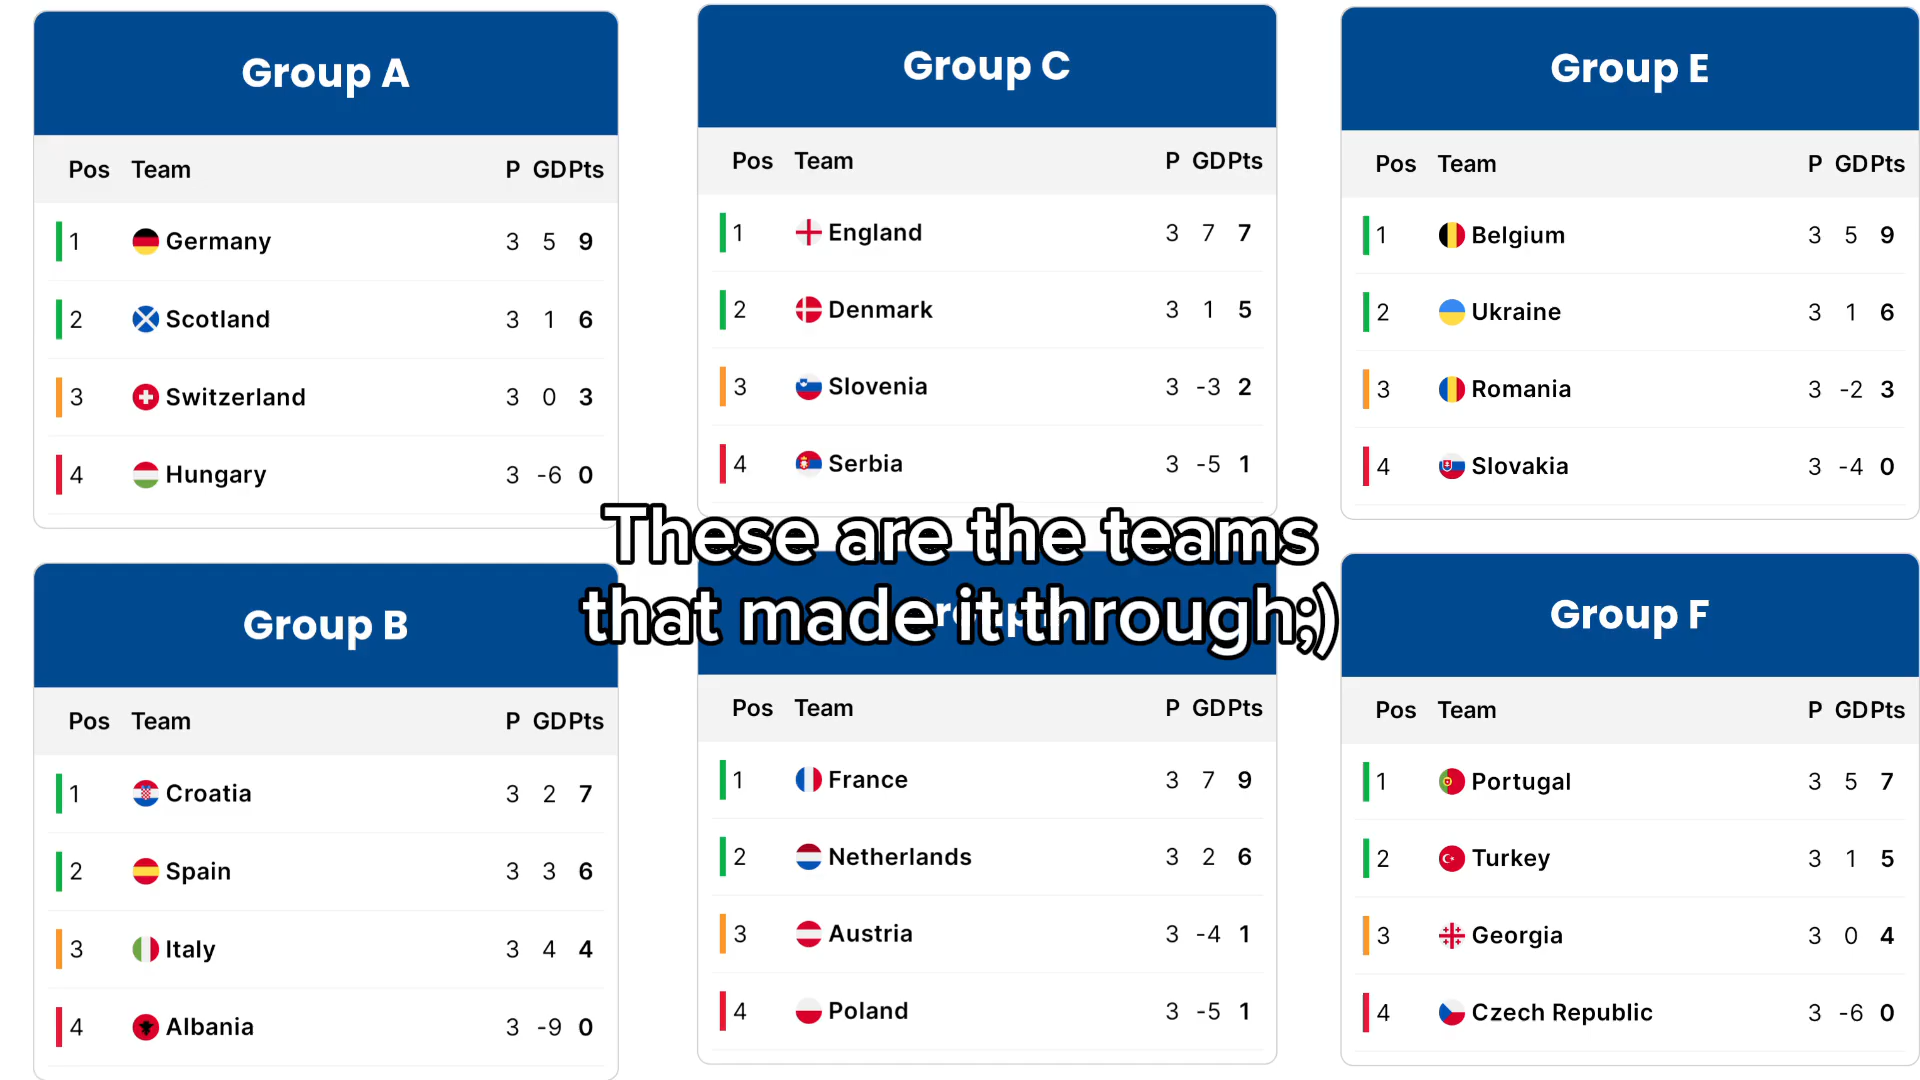 Group A
Pos Team P GD Pts
1 Germany 3 5 9
2 Scotland 3 1 6
3 Switzerland 3 0 3
4 Hungary 3 -6 0
Group C
Pos Team P GD Pts
1 England 3 7 7
2 Denmark 3 1 5
3 Slovenia 3 -3 2
4 Serbia 3 -5 1
Group E
Pos Team P GD Pts
1 Belgium 3 5 9
2 Ukraine 3 1 6
3 Romania 3 -2 3
4 Slovakia 3 -4 0
These are the teams
that made it through;)
Group B
Pos Team P GD Pts
1 Croatia 3 2 7
2 Spain 3 3 6
3 Italy 3 4 4
4 Albania 3 -9 0
Pos Team P GD Pts
1 France 3 7 9
2 Netherlands 3 2 6
3 Austria 3 -4 1
4 Poland 3 -5 1
Group F
Pos Team P GD Pts
1 Portugal 3 5 7
2 Turkey 3 1 5
3 Georgia 3 0 4
4 Czech Republic 3 -6 0